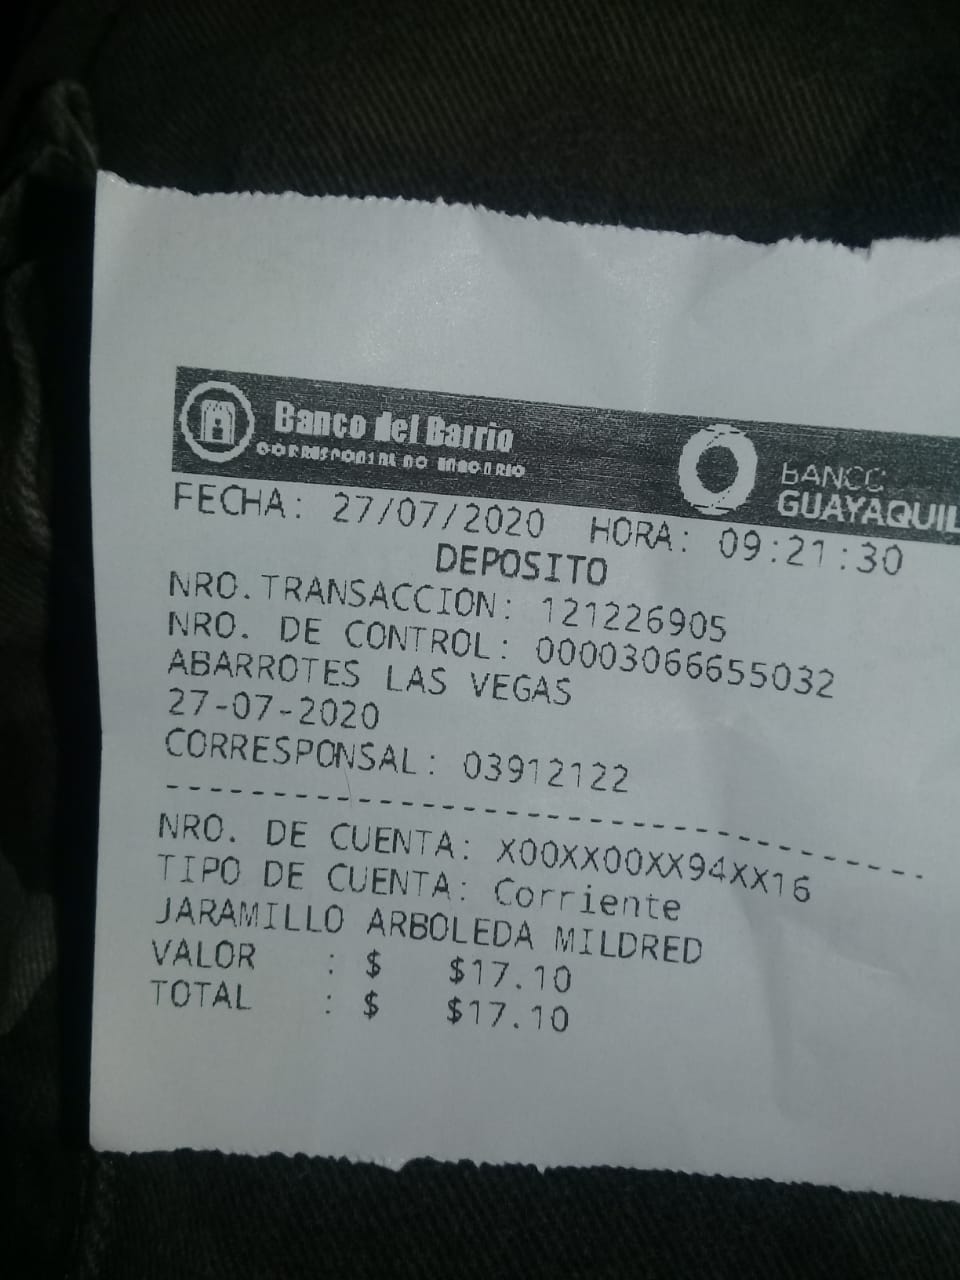 Banco del Barrio
CORRESPONSAL NO BANCARIO
BANCO
GUAYAQUIL
FECHA: 27/07/2020 HORA: 09:21:30
DEPOSITO
NRO.TRANSACCION: 121226905
NRO. DE CONTROL: 00003066655032
ABARROTES LAS VEGAS
27-07-2020
CORRESPONSAL: 03912122
------------------------------------
NRO. DE CUENTA: X00XX00XX94XX16
TIPO DE CUENTA: Corriente
JARAMILLO ARBOLEDA MILDRED
VALOR : $ $17.10
TOTAL : $ $17.10